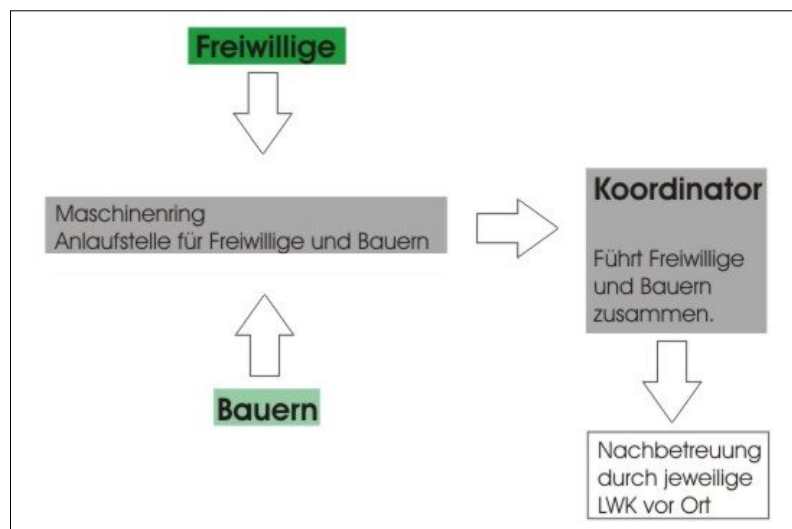 Freiwillige
Maschinenring
Anlaufstelle für Freiwillige und Bauern
Bauern
Koordinator
Führt Freiwillige
und Bauern
zusammen.
Nachbetreuung
durch jeweilige
LWK vor Ort